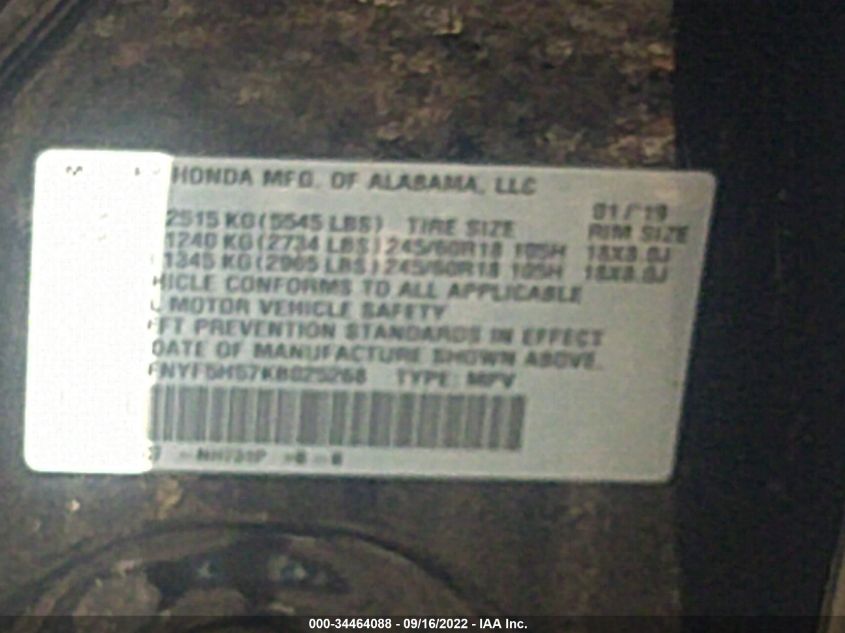 HONDA MFG. OF ALABAMA, LLC
01/19
2515 KG (5545 LBS) TIRE SIZE RIM SIZE
1240 KG (2734 LBS) 245/60R18 105H 18X8.0J
1345 KG (2965 LBS) 245/60R18 105H 18X8.0J
HICLE CONFORMS TO ALL APPLICABLE
MOTOR VEHICLE SAFETY
EFT PREVENTION STANDARDS IN EFFECT
DATE OF MANUFACTURE SHOWN ABOVE.
FNYF5H57KB025268 TYPE: MPV
NH731P
000-34464088 - 09/16/2022 - IAA Inc.